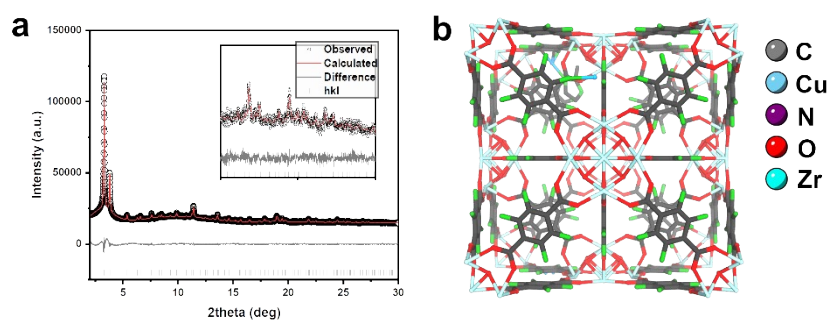 a
150000
100000
50000
0
Intensity (a.u.)
5
10
15
20
25
30
2theta (deg)
Observed
Calculated
Difference
hkl
b
C
Cu
N
O
Zr